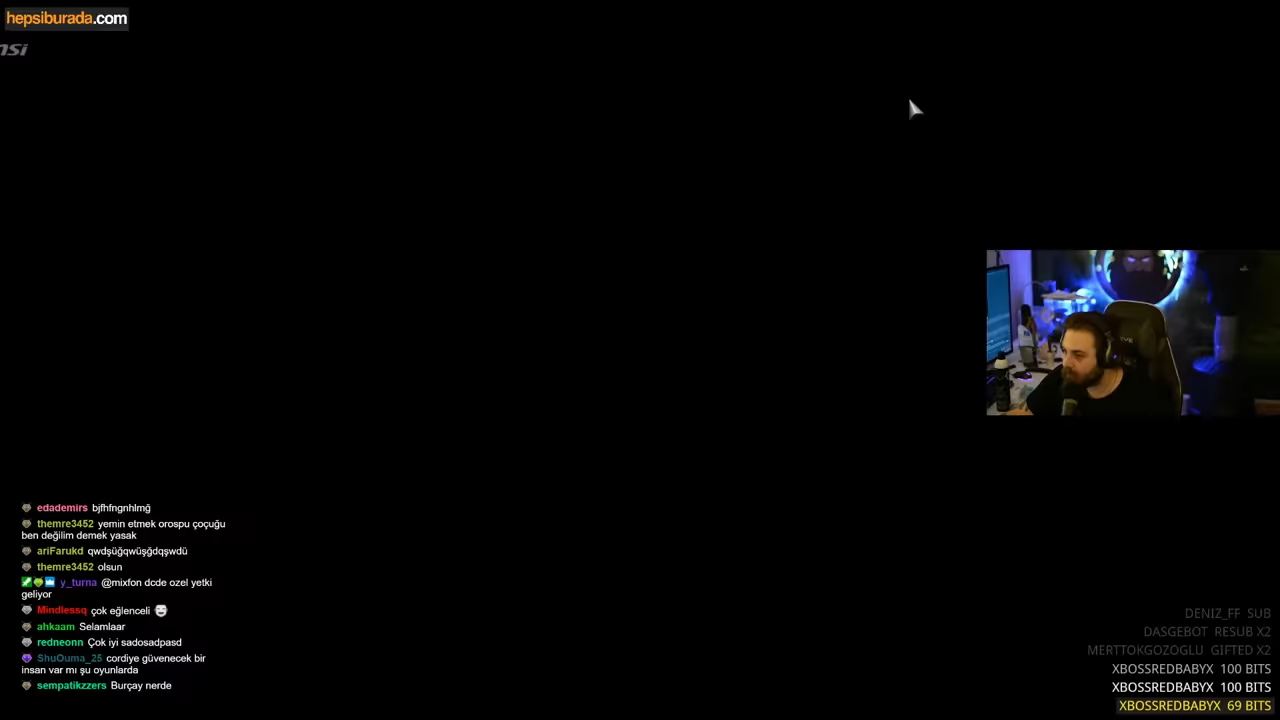 hepsiburada.com
msi
edademirs bjfhfngnhlmğ
themre3452 yemin etmek orospu çoçuğu
ben değilim demek yasak
ariFarukd qwdşüğqwüşğdqşwdü
themre3452 olsun
y_turna @mixfon dcde ozel yetki
geliyor
Mindlessq çok eğlenceli
ahkaam Selamlaar
redneonn Çok iyi sadosadpasd
ShuOuma_25 cordiye güvenecek bir
insan var mı şu oyunlarda
sempatikzzers Burçay nerde
DENIZ_FF SUB
DASGEBOT RESUB X2
MERTTOKGOZOGLU GIFTED X2
XBOSSREDBABYX 100 BITS
XBOSSREDBABYX 100 BITS
XBOSSREDBABYX 69 BITS